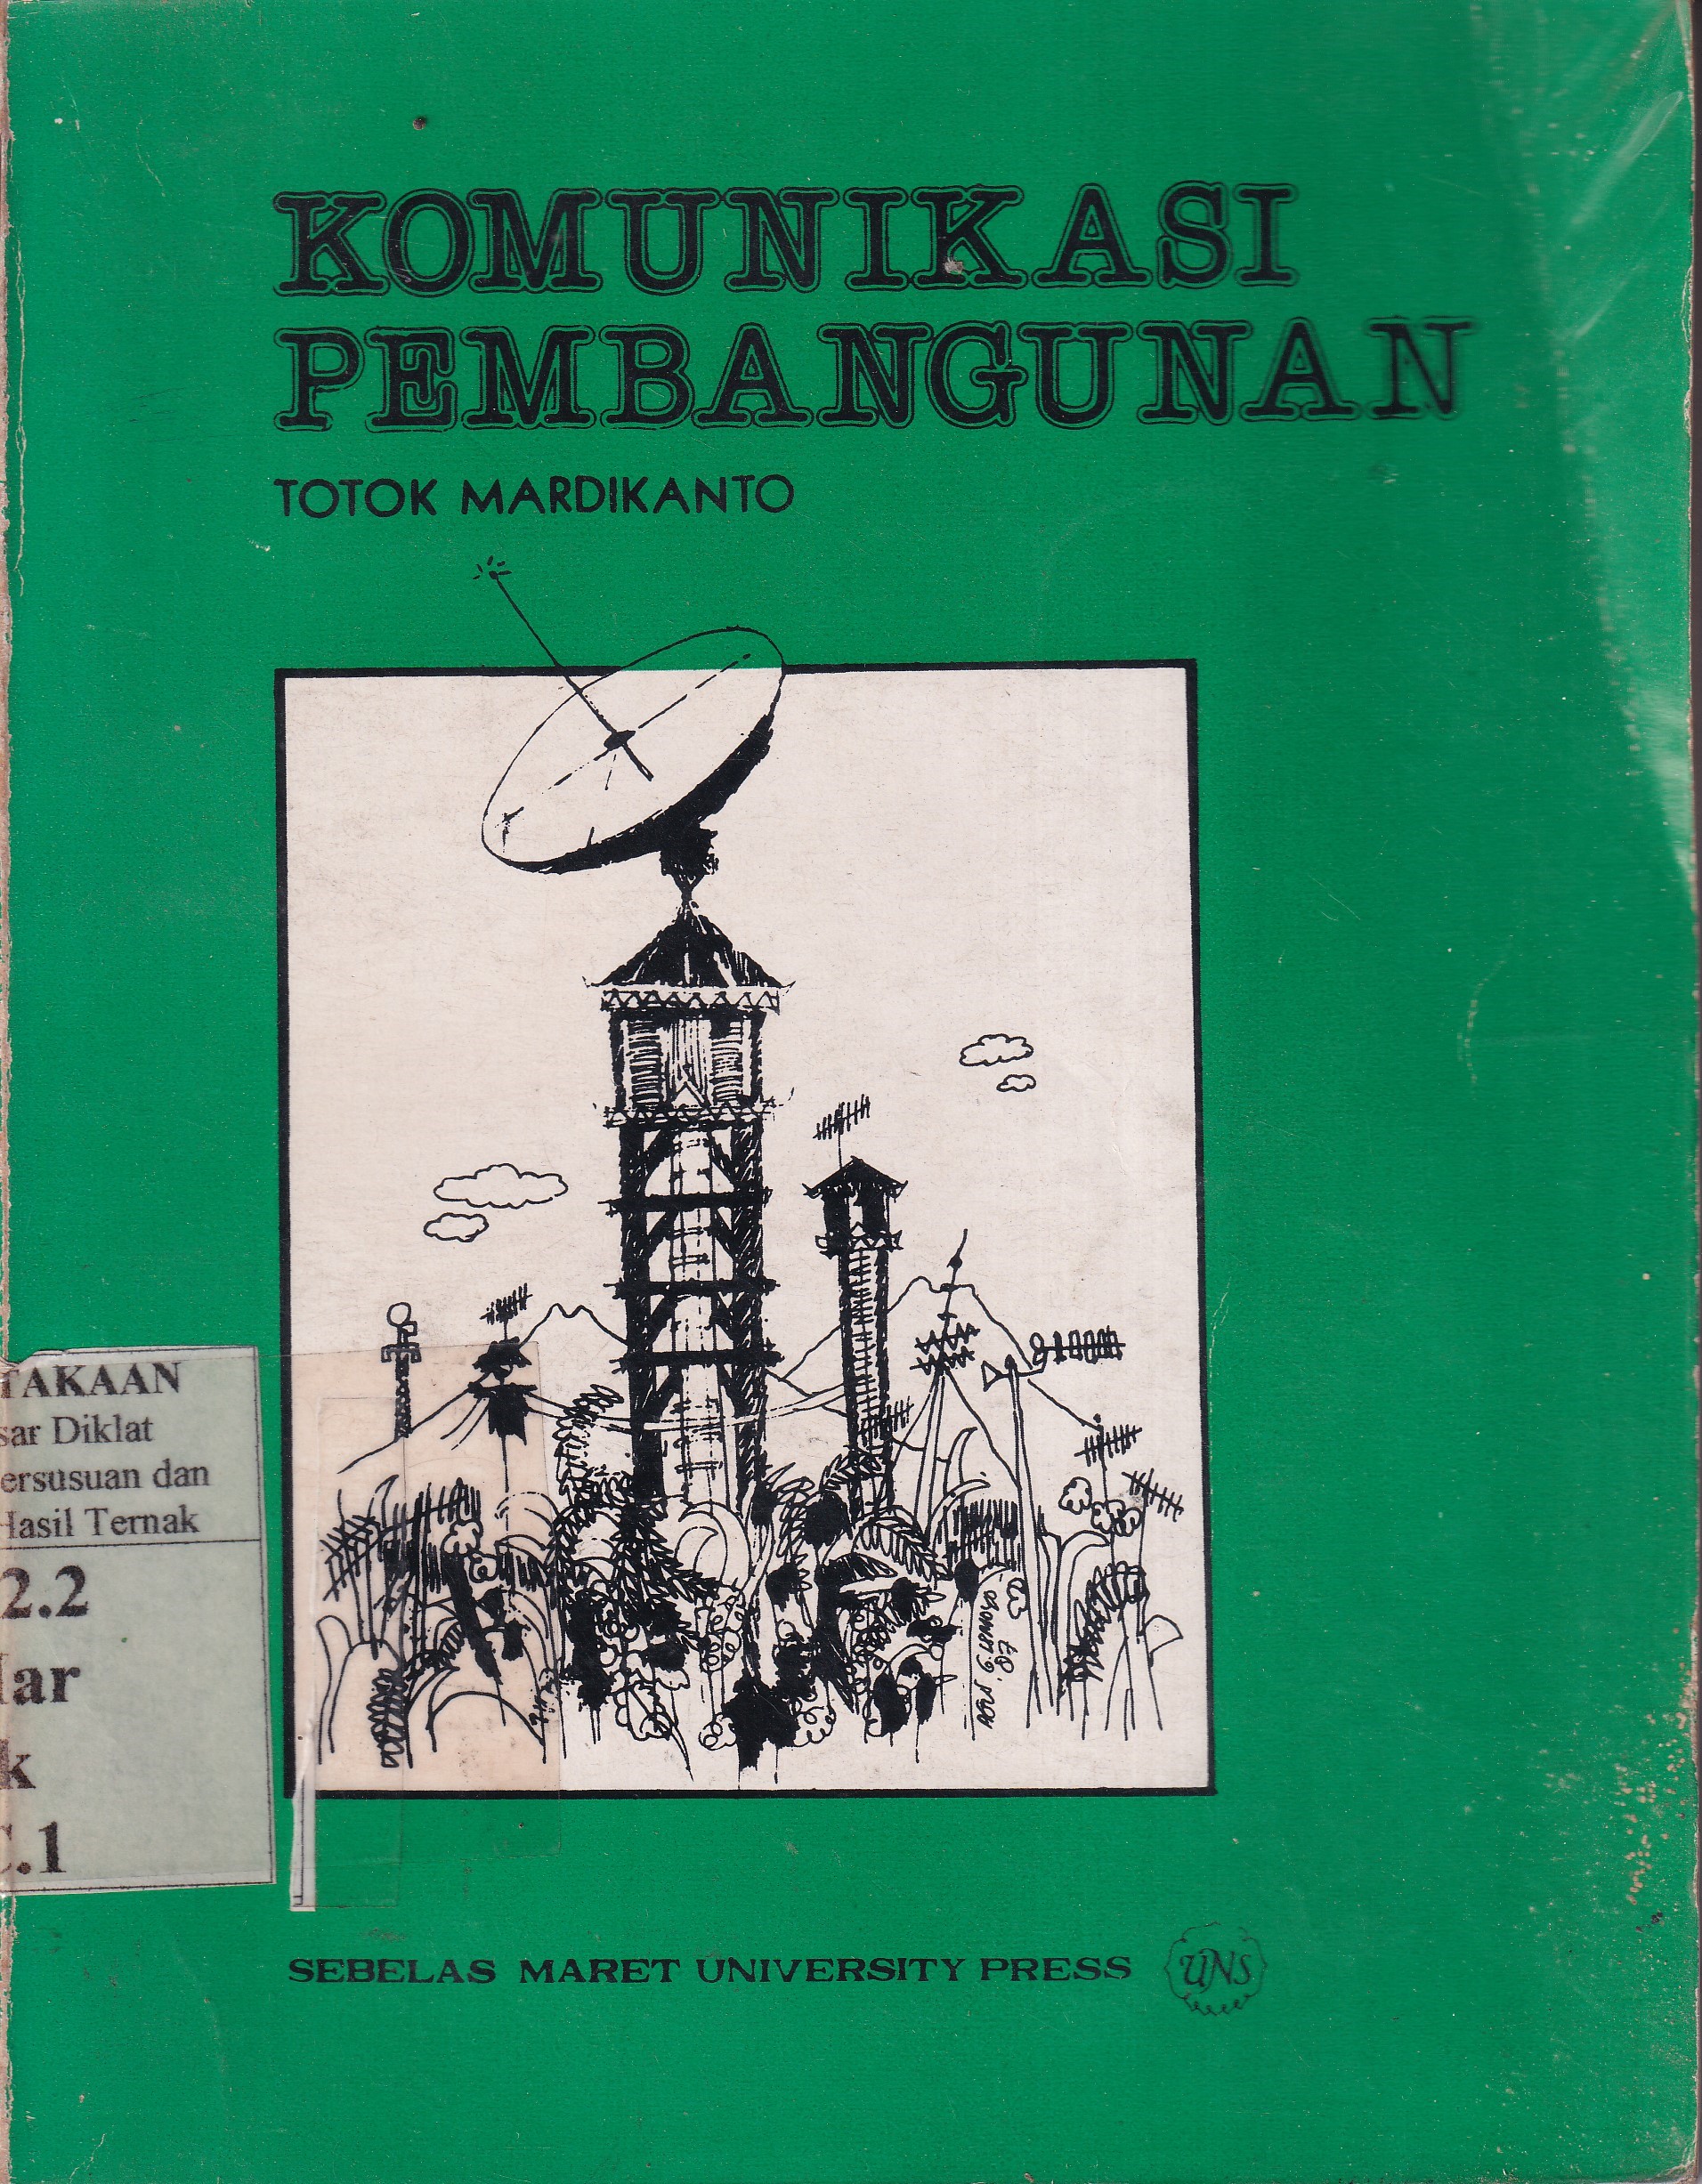 KOMUNIKASI
PEMBANGUNAN
TOTOK MARDIKANTO
TAKAAN
sar Diklat
ersusuan dan
Hasil Ternak
2.2
ar
k
C.1
SEBELAS MARET UNIVERSITY PRESS
UNS